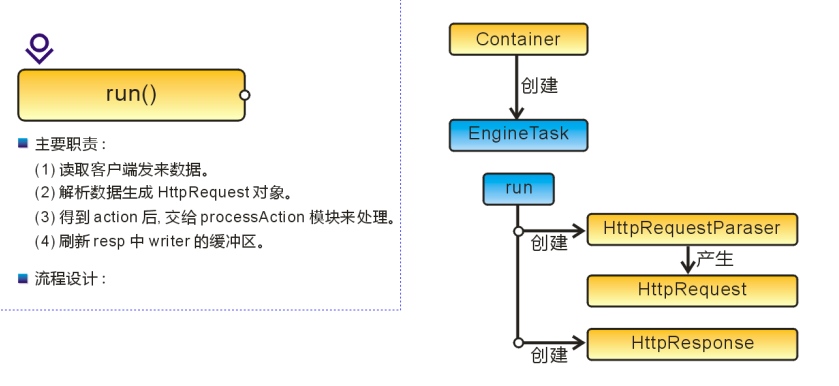 run()
主要职责：
(1) 读取客户端发来数据。
(2) 解析数据生成 HttpRequest 对象。
(3) 得到 action 后, 交给 processAction 模块来处理。
(4) 刷新 resp 中 writer 的缓冲区。
流程设计：
Container
创建
EngineTask
run
创建
HttpRequestParaser
产生
HttpRequest
创建
HttpResponse